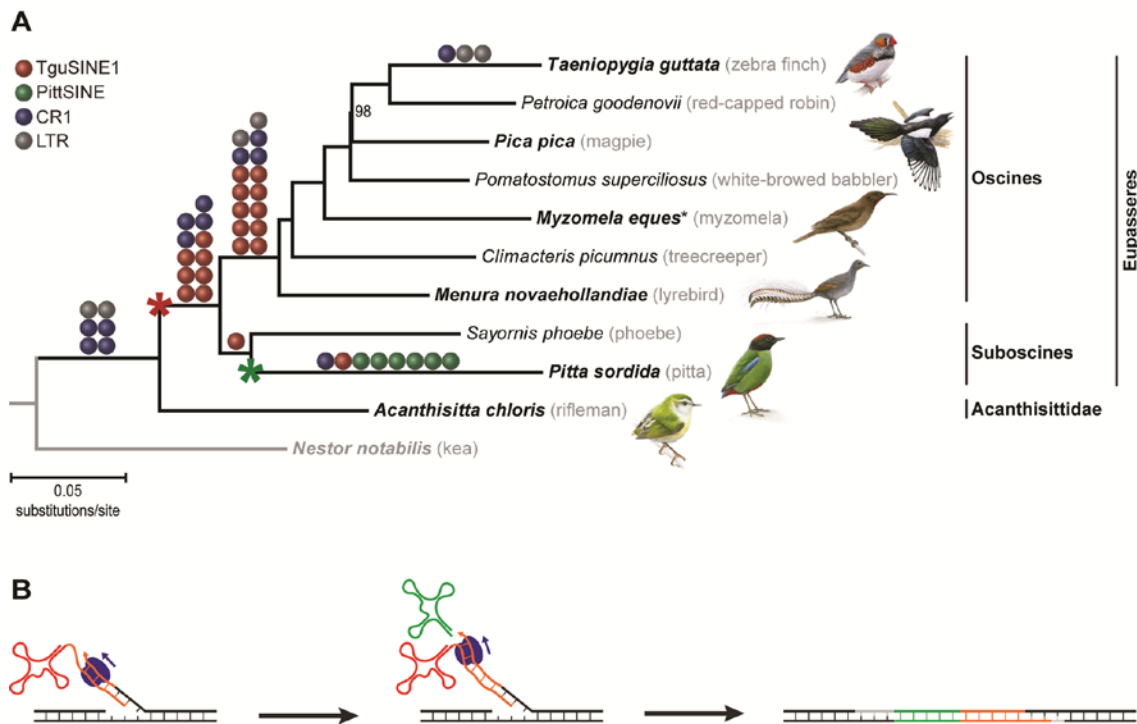 A
TguSINE1
PittSINE
CR1
LTR
98
Taeniopygia guttata (zebra finch)
Petroica goodenovii (red-capped robin)
Pica pica (magpie)
Pomatostomus superciliosus (white-browed babbler)
Myzomela eques* (myzomela)
Climacteris picumnus (treecreeper)
Menura novaehollandiae (lyrebird)
Sayornis phoebe (phoebe)
Pitta sordida (pitta)
Acanthisitta chloris (rifleman)
Nestor notabilis (kea)
Oscines
Suboscines
Acanthisittidae
Eupasseres
0.05
substitutions/site
B